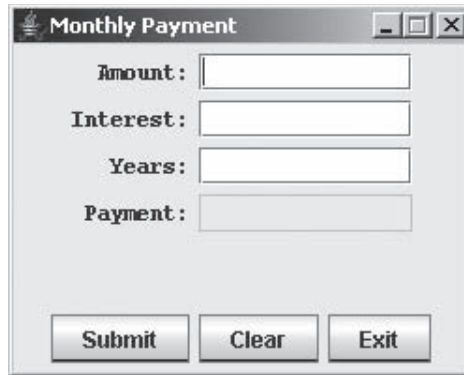 Monthly Payment
Amount:
Interest:
Years:
Payment:
Submit Clear Exit